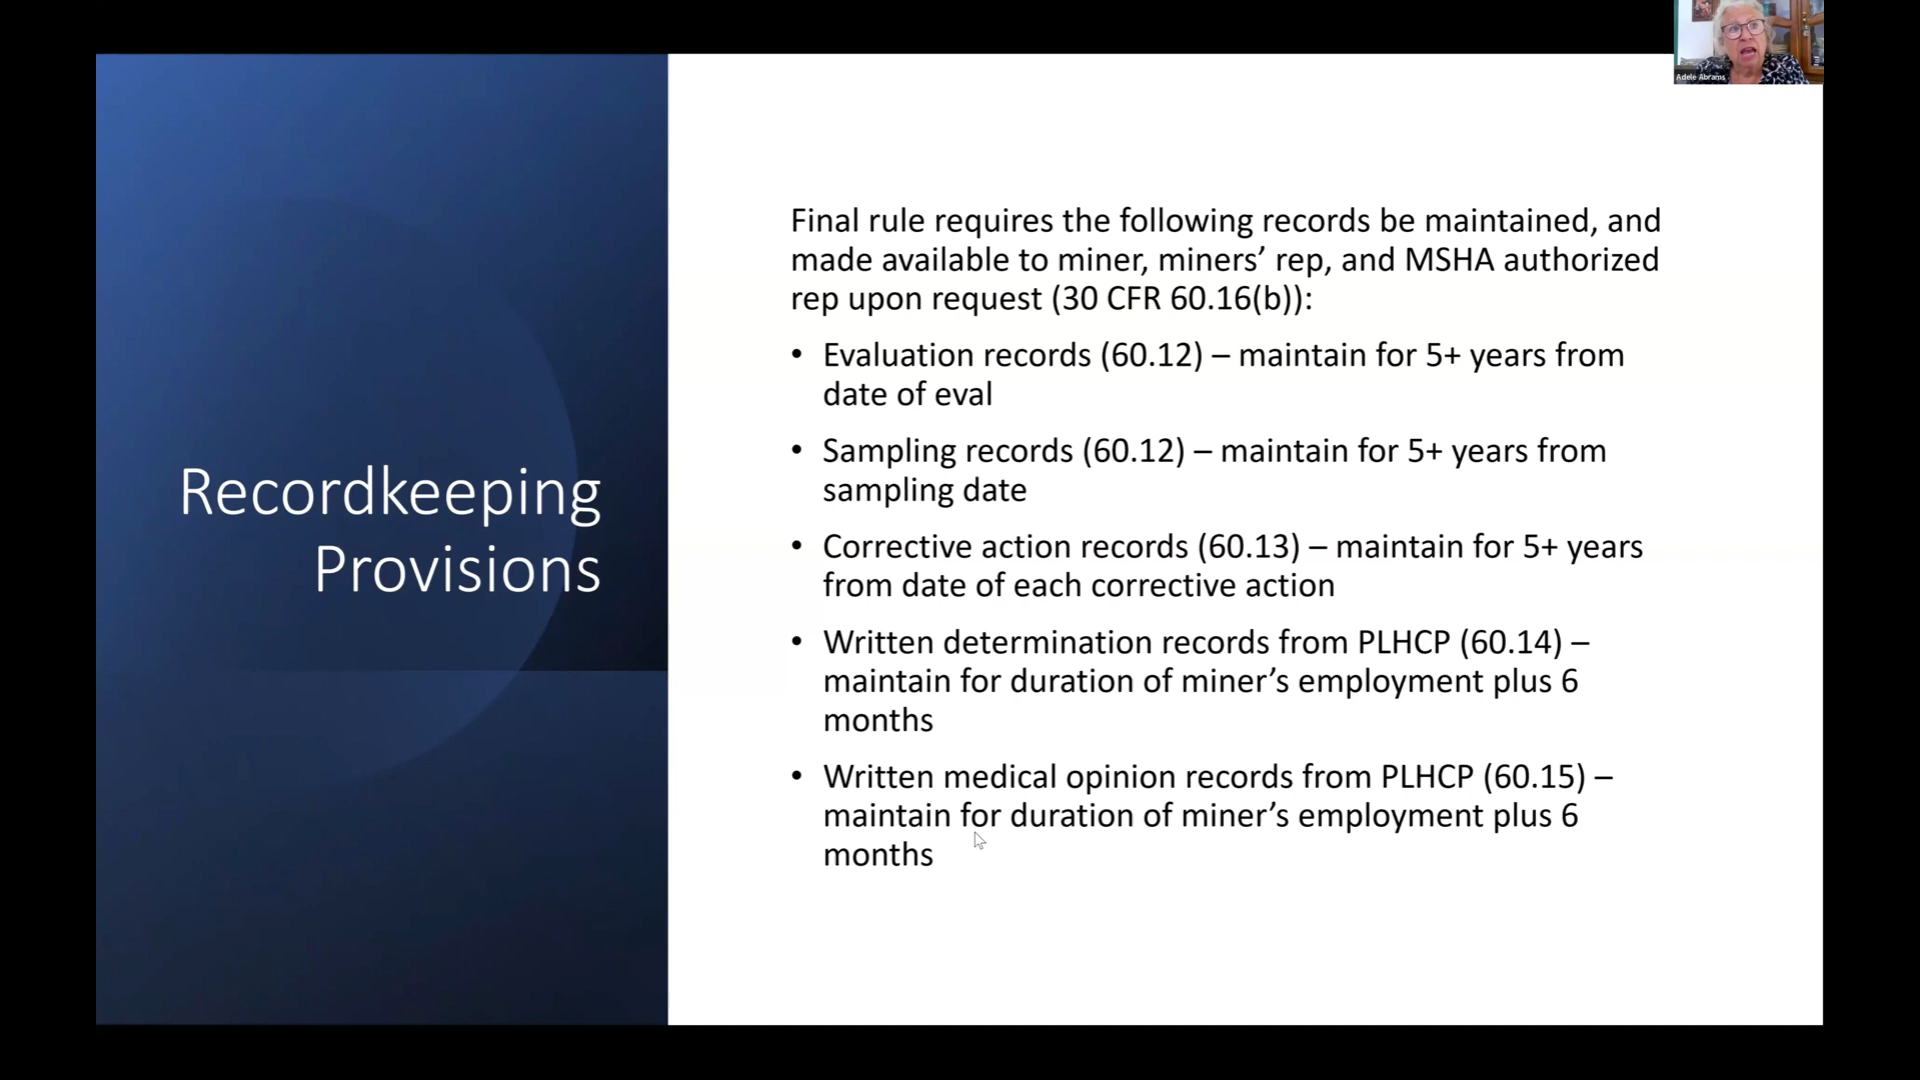 Adele Abrams
Recordkeeping
Provisions
Final rule requires the following records be maintained, and
made available to miner, miners’ rep, and MSHA authorized
rep upon request (30 CFR 60.16(b)):
• Evaluation records (60.12) – maintain for 5+ years from
date of eval
• Sampling records (60.12) – maintain for 5+ years from
sampling date
• Corrective action records (60.13) – maintain for 5+ years
from date of each corrective action
• Written determination records from PLHCP (60.14) –
maintain for duration of miner’s employment plus 6
months
• Written medical opinion records from PLHCP (60.15) –
maintain for duration of miner’s employment plus 6
months